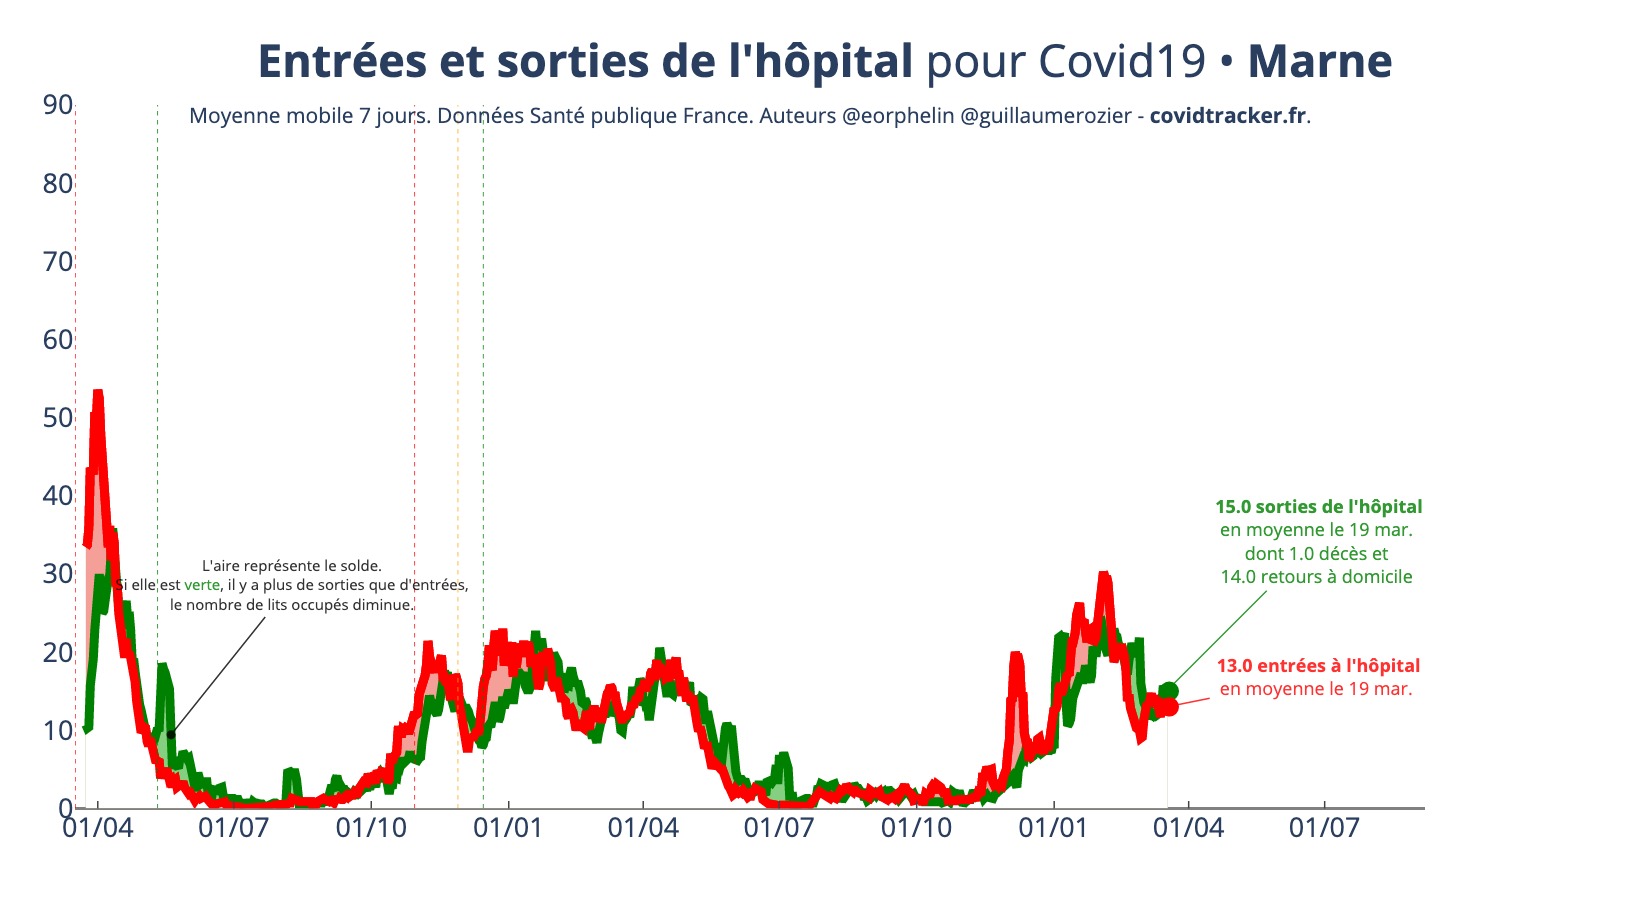 Entrées et sorties de l'hôpital pour Covid19 • Marne
Moyenne mobile 7 jours. Données Santé publique France. Auteurs @eorphelin @guillaumerozier - covidtracker.fr.
90
80
70
60
50
40
30
20
10
0
L'aire représente le solde.
Si elle est verte, il y a plus de sorties que d'entrées,
le nombre de lits occupés diminue.
15.0 sorties de l'hôpital
en moyenne le 19 mar.
dont 1.0 décès et
14.0 retours à domicile
13.0 entrées à l'hôpital
en moyenne le 19 mar.
01/04 01/07 01/10 01/01 01/04 01/07 01/10 01/01 01/04 01/07